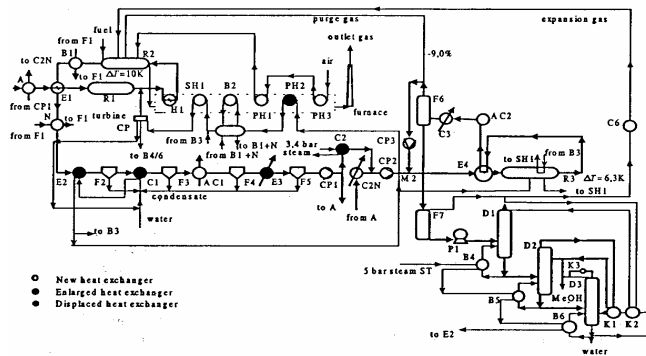 fuel
purge gas
expansion gas
from F1
outlet gas
to C2N
B1
R2
ΔT=10K
-9,0%
air
A
to F1
SH1
B2
PH2
F6
from CP1
E1
R1
H1
PH1
PH3
C3
A C2
C6
N
turbine
furnace
from F1
to F1
CP
from B3
to B1+N
from B1+N
C2
CP3
to SH1
from B3
to B4/6
3,4 bar
steam
CP2
M2
E4
R3
ΔT=6,3K
E2
F2
C1
F3
A C1
F4
E3
F5
CP1
C2N
to SH1
condensate
to A
from A
F7
D1
water
to B3
P1
D2
B4
K3
D3
5 bar steam ST
MeOH
B5
B6
K1
K2
to E2
water
New heat exchanger
Enlarged heat exchanger
Displaced heat exchanger